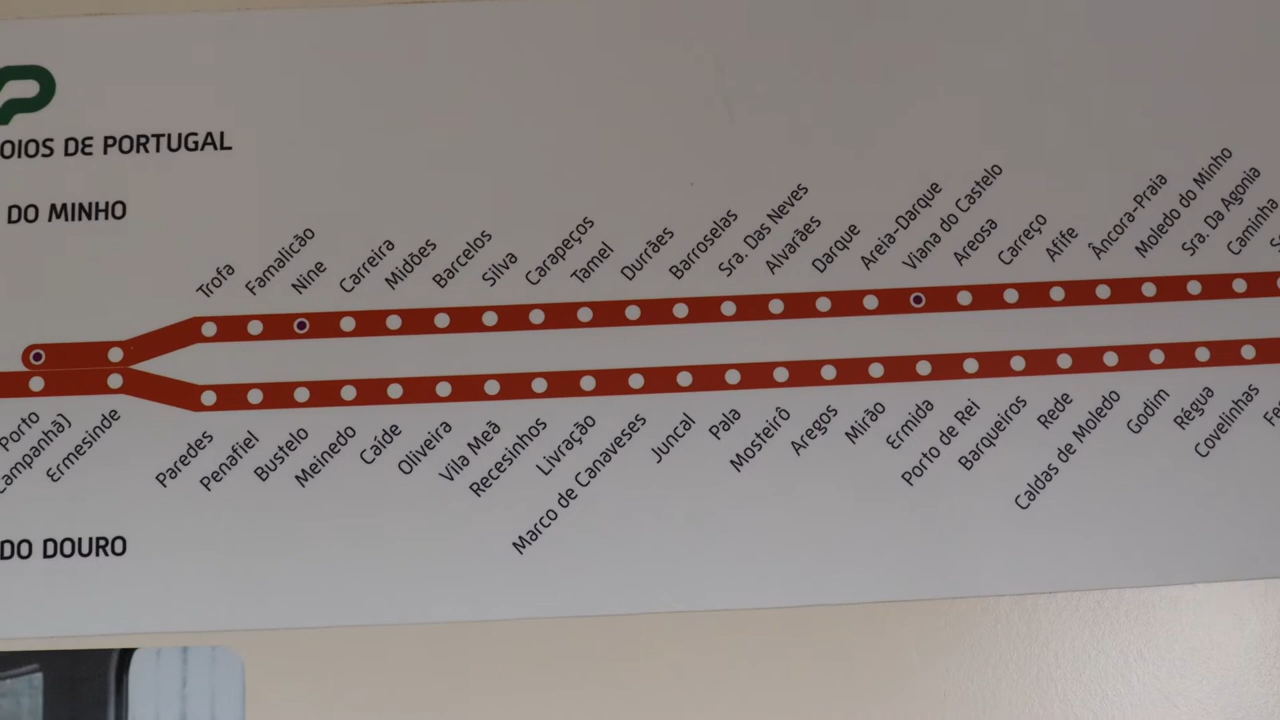 OIOS DE PORTUGAL
DO MINHO
Trofa
Famalicão
Nine
Carreira
Midões
Barcelos
Silva
Carapeços
Tamel
Durrães
Barroselas
Sra. Das Neves
Alvarães
Darque
Areia-Darque
Viana do Castelo
Areosa
Carreço
Afife
Âncora-Praia
Moledo do Minho
Sra. Da Agonia
Caminha
Porto
Campanhã]
Ermesinde
Paredes
Penafiel
Bustelo
Meinedo
Caíde
Oliveira
Vila Meã
Recesinhos
Livração
Marco de Canaveses
Juncal
Pala
Mosteirô
Aregos
Mirão
Ermida
Porto de Rei
Barqueiros
Rede
Caldas de Moledo
Godim
Régua
Covelinhas
DO DOURO